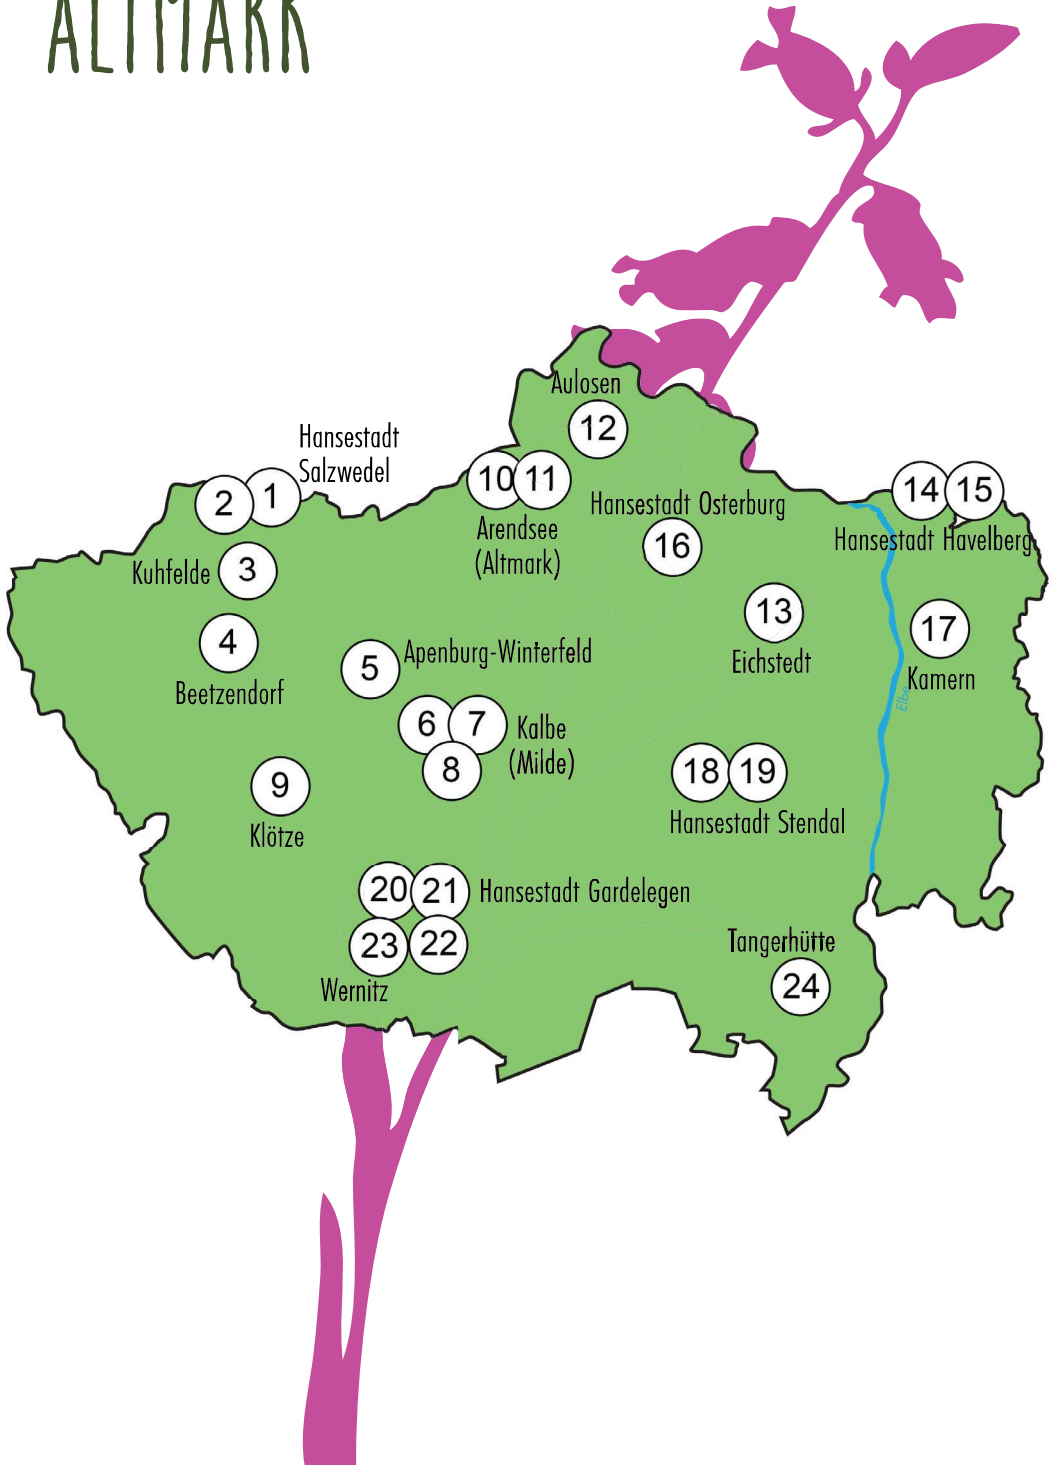 ALTMARK
Aulosen
12
Hansestadt
Salzwedel
2
1
10
11
Arendsee
(Altmark)
Hansestadt Osterburg
16
14
15
Hansestadt Havelberg
Kuhfelde
3
4
Beetzendorf
5
Apenburg-Winterfeld
13
Eichstedt
17
Kamern
Elbe
6
7
8
Kalbe
(Milde)
9
Klötze
18
19
Hansestadt Stendal
20
21
Hansestadt Gardelegen
23
22
Wernitz
Tangerhütte
24